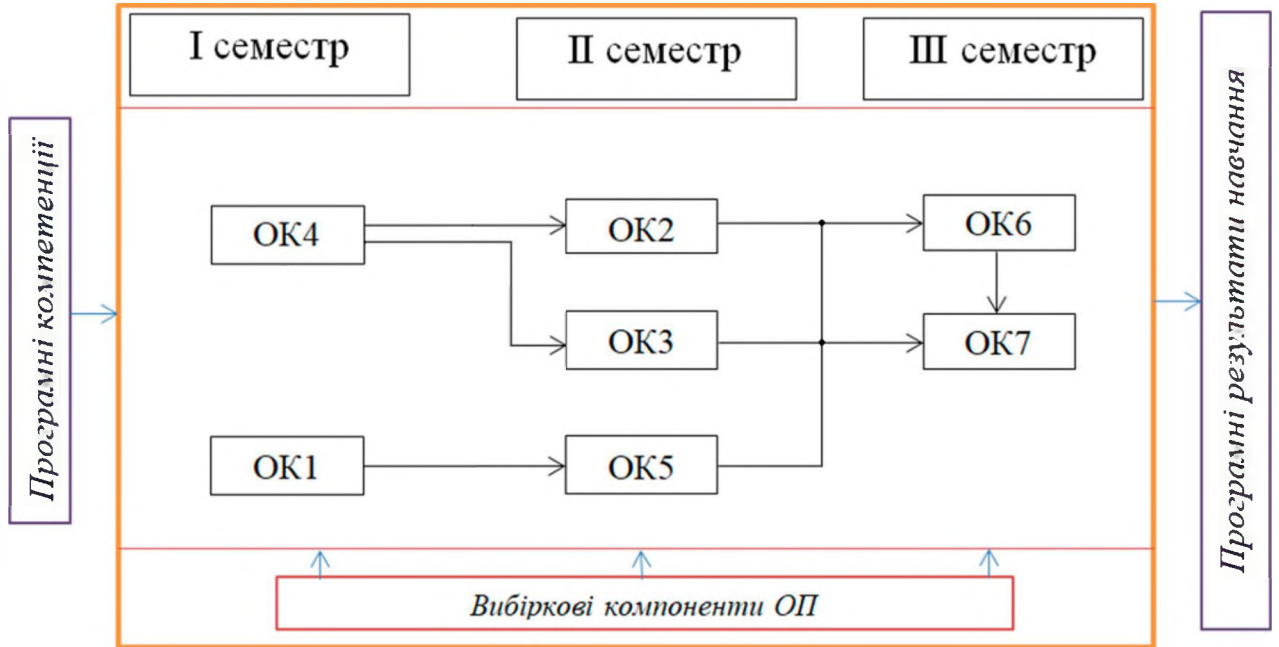 I семестр
II семестр
III семестр
Програмні компетенції
ОК4
ОК2
ОК6
ОК3
ОК7
ОК1
ОК5
Вибіркові компоненти ОП
Програмні результати навчання